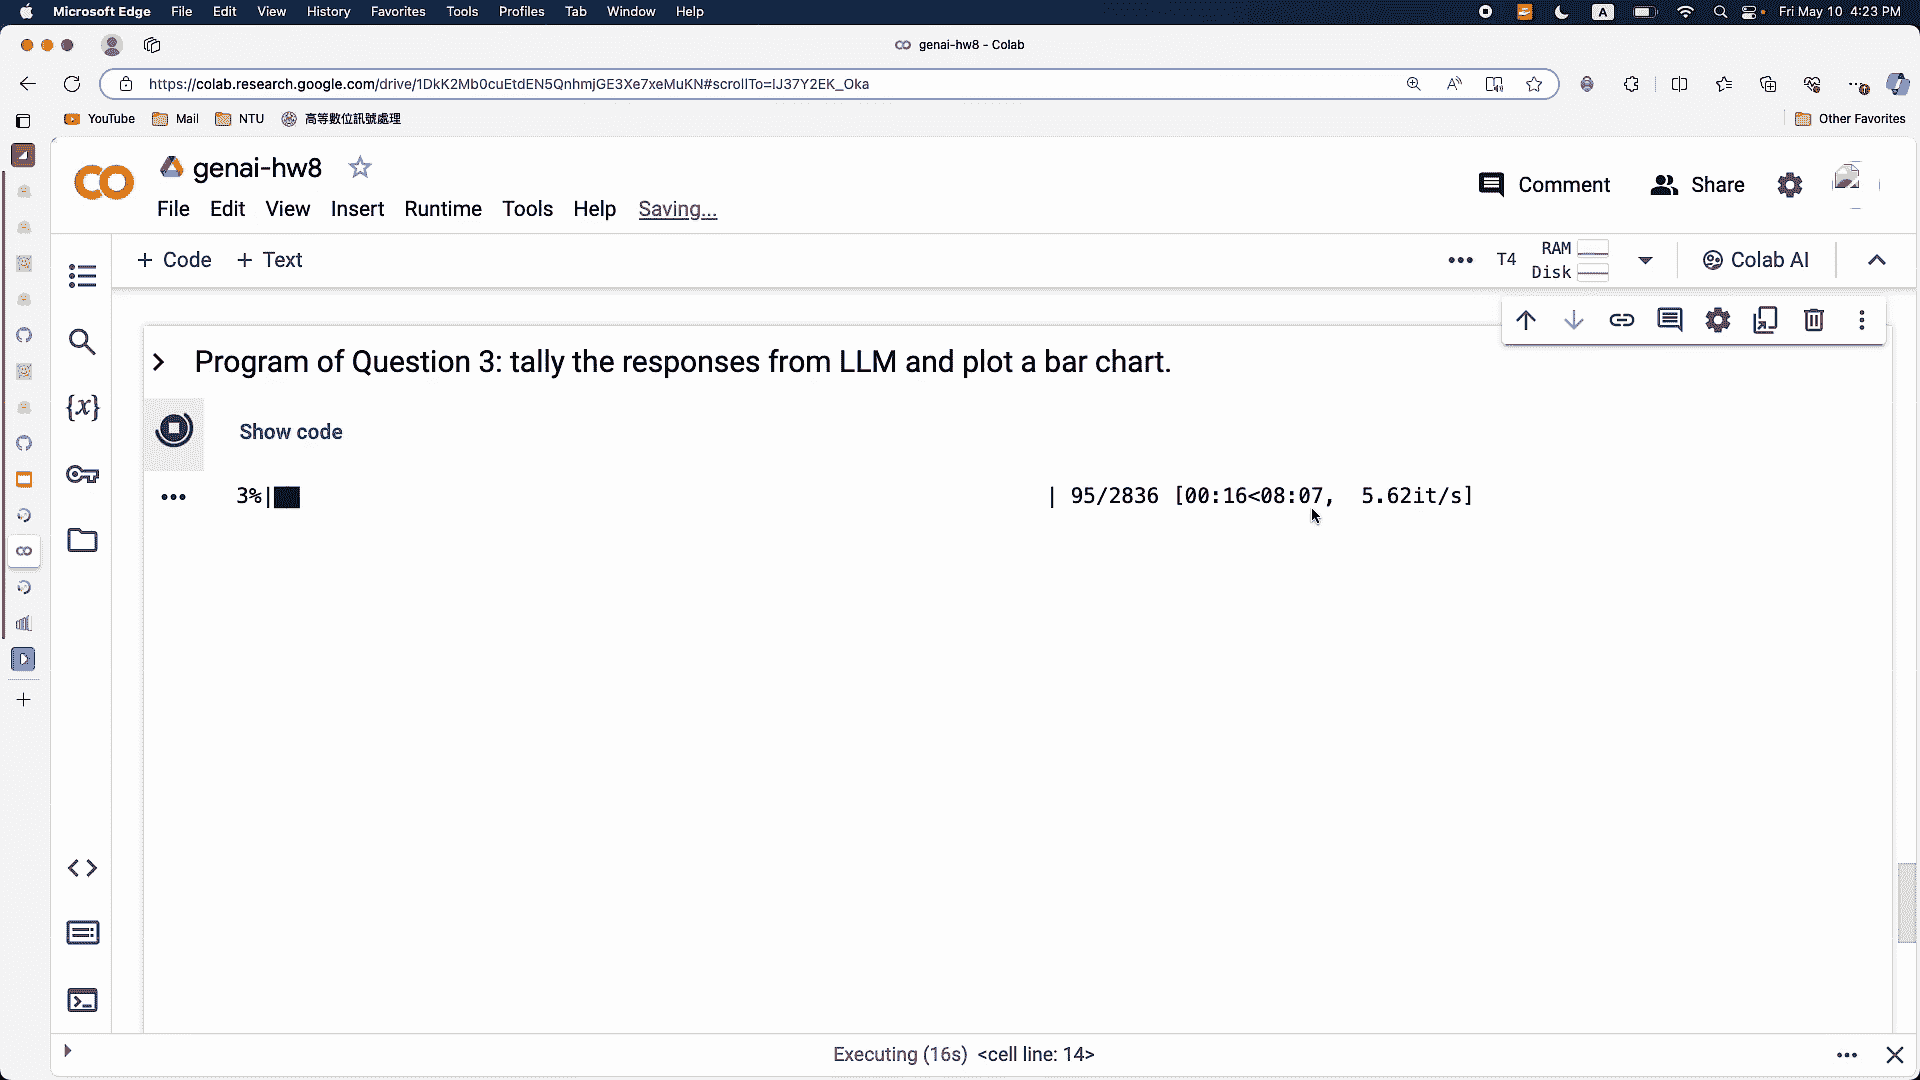 Microsoft Edge File Edit View History Favorites Tools Profiles Tab Window Help A Fri May 10 4:23 PM
genai-hw8 - Colab
https://colab.research.google.com/drive/1DkK2Mb0cuEtdEN5QnhmjGE3Xe7xeMuKN#scrollTo=lJ37Y2EK_Oka
YouTube Mail NTU 高等數位訊號處理 Other Favorites
genai-hw8
Comment Share
File Edit View Insert Runtime Tools Help Saving...
+ Code + Text T4 RAM Disk Colab AI
Program of Question 3: tally the responses from LLM and plot a bar chart.
Show code
3%| | 95/2836 [00:16<08:07, 5.62it/s]
Executing (16s) <cell line: 14>